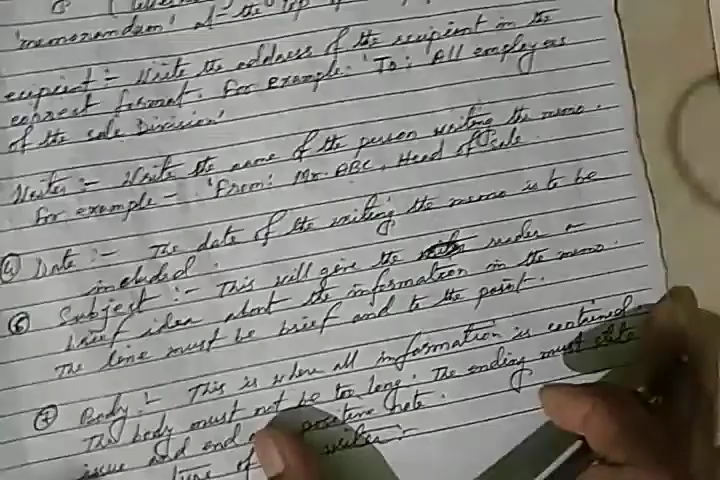 'memorandum' at the top
ecipient :- Write the address of the recipient in the
correct format. For example: 'To: All employees
of the sale Division'
Writer :- Write the name of the person writing the memo.
For example - 'From: Mr. ABC, Head of Sale.
Date :- The date of the writing the memo is to be
included.
⑥ Subject :- This will give the reader a
brief idea about the information in the memo.
The line must be brief and to the point.
⑦ Body :- This is where all information is contained.
The body must not be too long. The ending must state
issue and end positive note.
of writer :-